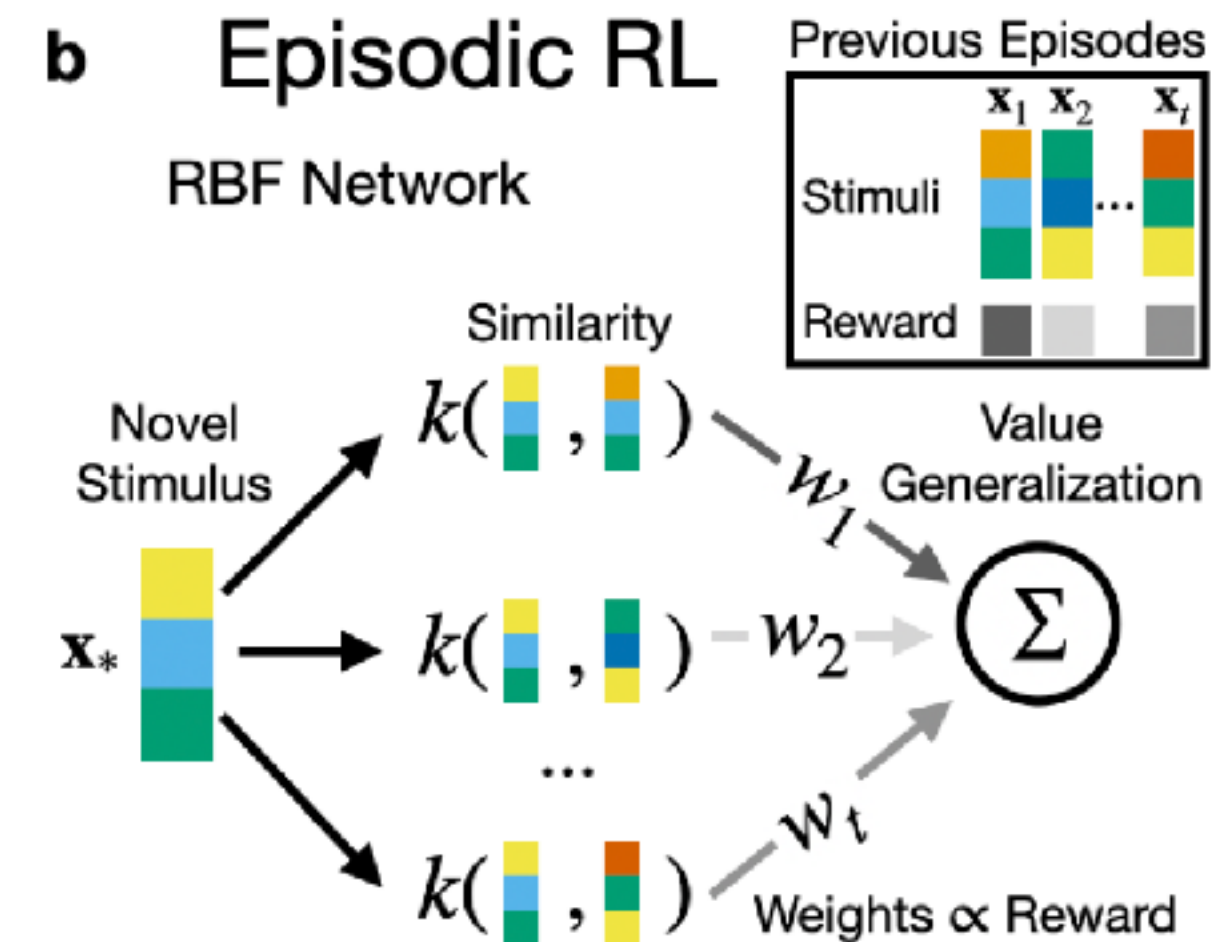 b Episodic RL
Previous Episodes
x₁ x₂ xₜ
RBF Network
Stimuli ...
Reward
Similarity
Novel
Stimulus
k( , )
w₁
Value
Generalization
x*
k( , )
w₂
Σ
...
wₜ
k( , )
Weights ∝ Reward